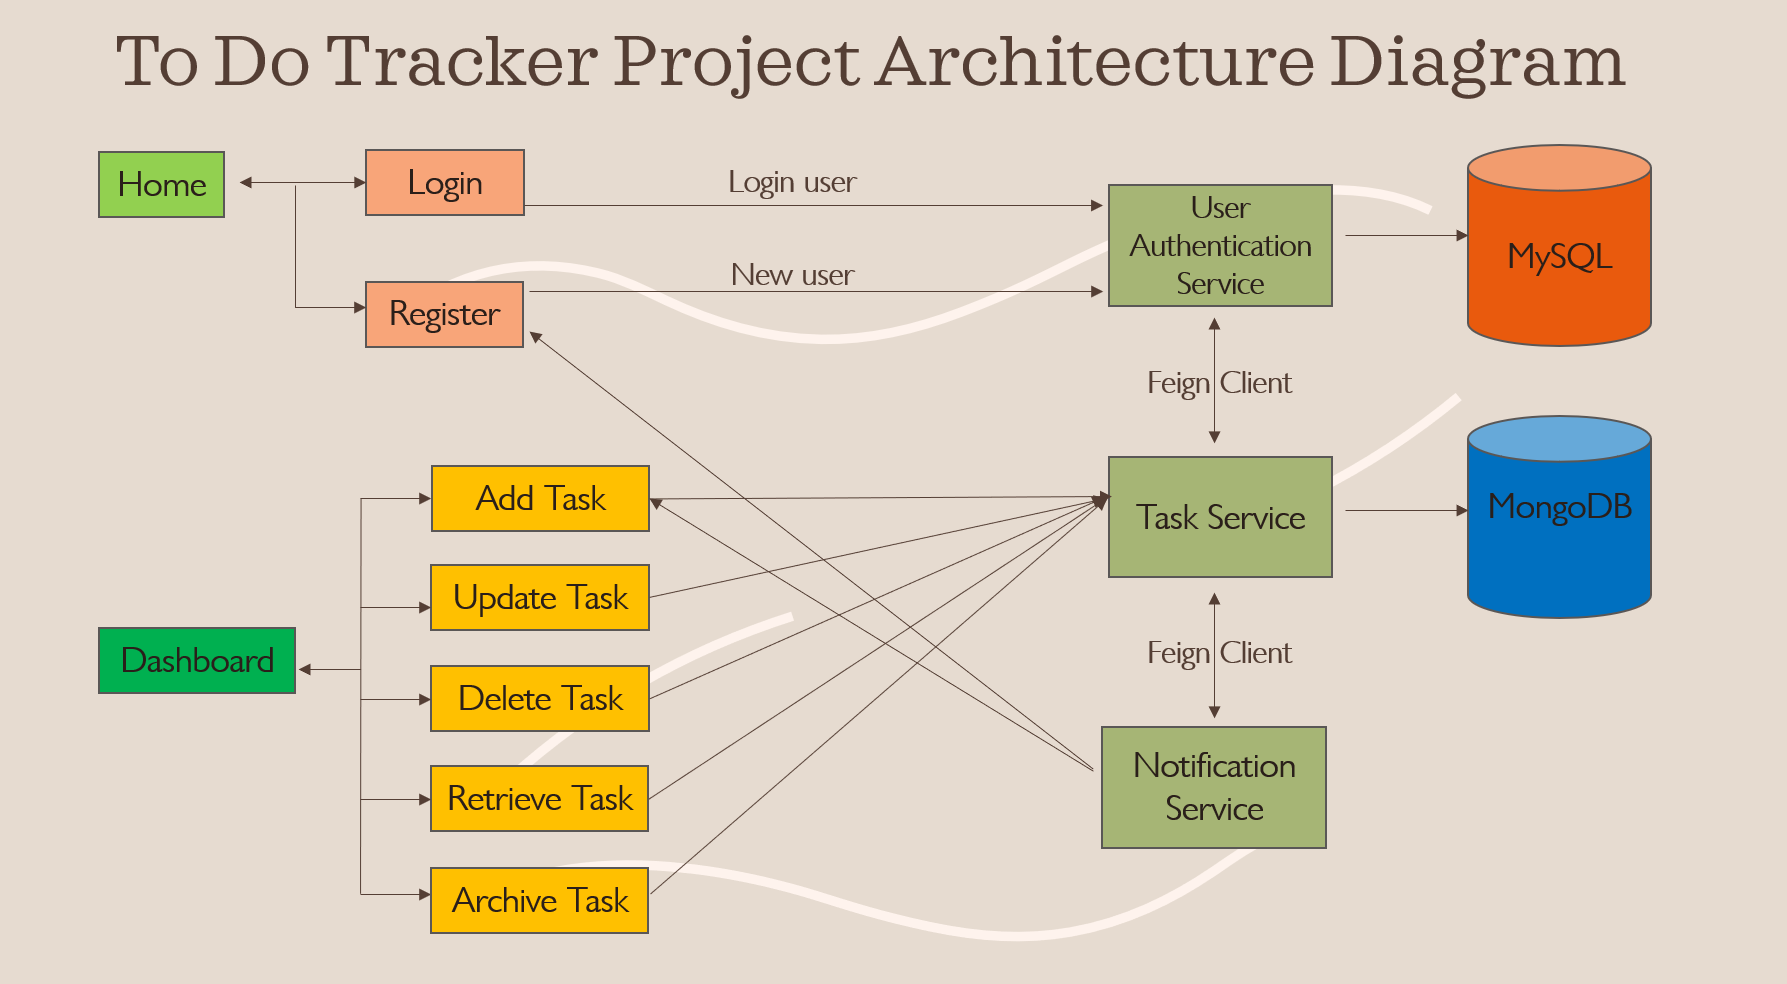 To Do Tracker Project Architecture Diagram
Home
Login
Login user
User
Authentication
Service
MySQL
New user
Register
Feign Client
Add Task
Task Service
MongoDB
Update Task
Dashboard
Delete Task
Feign Client
Retrieve Task
Notification
Service
Archive Task